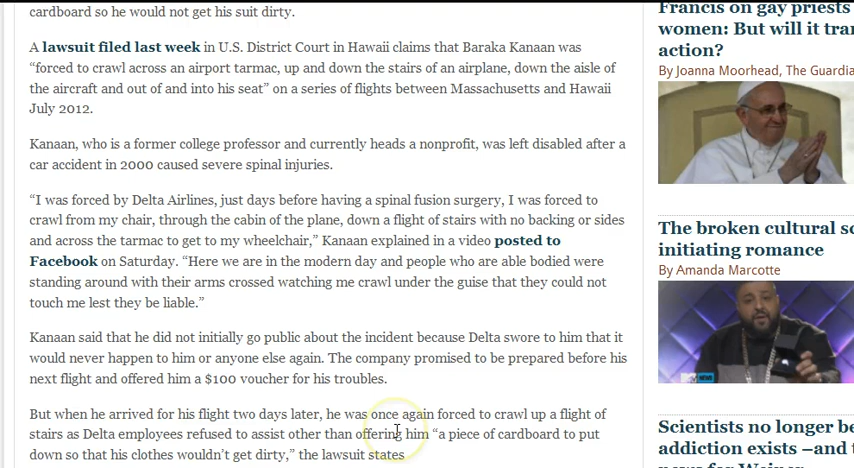 cardboard so he would not get his suit dirty.
A lawsuit filed last week in U.S. District Court in Hawaii claims that Baraka Kanaan was
“forced to crawl across an airport tarmac, up and down the stairs of an airplane, down the aisle of
the aircraft and out of and into his seat” on a series of flights between Massachusetts and Hawaii
July 2012.
Kanaan, who is a former college professor and currently heads a nonprofit, was left disabled after a
car accident in 2000 caused severe spinal injuries.
“I was forced by Delta Airlines, just days before having a spinal fusion surgery, I was forced to
crawl from my chair, through the cabin of the plane, down a flight of stairs with no backing or sides
and across the tarmac to get to my wheelchair,” Kanaan explained in a video posted to
Facebook on Saturday. “Here we are in the modern day and people who are able bodied were
standing around with their arms crossed watching me crawl under the guise that they could not
touch me lest they be liable.”
Kanaan said that he did not initially go public about the incident because Delta swore to him that it
would never happen to him or anyone else again. The company promised to be prepared before his
next flight and offered him a $100 voucher for his troubles.
But when he arrived for his flight two days later, he was once again forced to crawl up a flight of
stairs as Delta employees refused to assist other than offering him “a piece of cardboard to put
down so that his clothes wouldn’t get dirty,” the lawsuit states
Francis on gay priests
women: But will it
action?
By Joanna Moorhead, The
The broken cultural
initiating romance
By Amanda Marcotte
Scientists no longer
addiction exists –and